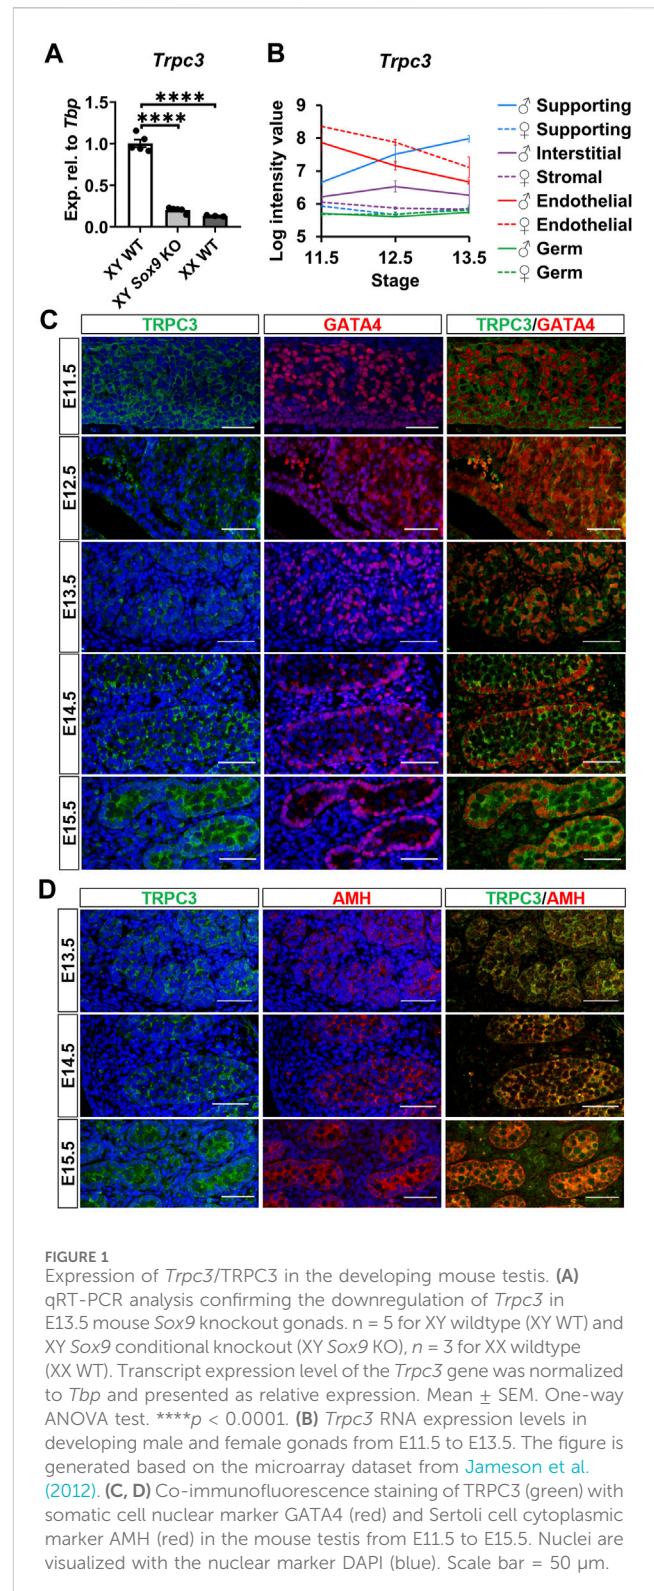 A
Trpc3
Exp. rel. to Tbp
1.5
1.0
0.5
0.0
****
****
XY WT
XY Sox9 KO
XX WT
B
Trpc3
Log intensity value
9
8
7
6
5
11.5 12.5 13.5
Stage
♂ Supporting
♀ Supporting
♂ Interstitial
♀ Stromal
♂ Endothelial
♀ Endothelial
♂ Germ
♀ Germ
C
TRPC3 GATA4 TRPC3/GATA4
E11.5
E12.5
E13.5
E14.5
E15.5
D
TRPC3 AMH TRPC3/AMH
E13.5
E14.5
E15.5
FIGURE 1
Expression of Trpc3/TRPC3 in the developing mouse testis. (A)
qRT-PCR analysis confirming the downregulation of Trpc3 in
E13.5 mouse Sox9 knockout gonads. n = 5 for XY wildtype (XY WT) and
XY Sox9 conditional knockout (XY Sox9 KO), n = 3 for XX wildtype
(XX WT). Transcript expression level of the Trpc3 gene was normalized
to Tbp and presented as relative expression. Mean ± SEM. One-way
ANOVA test. ****p < 0.0001. (B) Trpc3 RNA expression levels in
developing male and female gonads from E11.5 to E13.5. The figure is
generated based on the microarray dataset from Jameson et al.
(2012). (C, D) Co-immunofluorescence staining of TRPC3 (green) with
somatic cell nuclear marker GATA4 (red) and Sertoli cell cytoplasmic
marker AMH (red) in the mouse testis from E11.5 to E15.5. Nuclei are
visualized with the nuclear marker DAPI (blue). Scale bar = 50 μm.